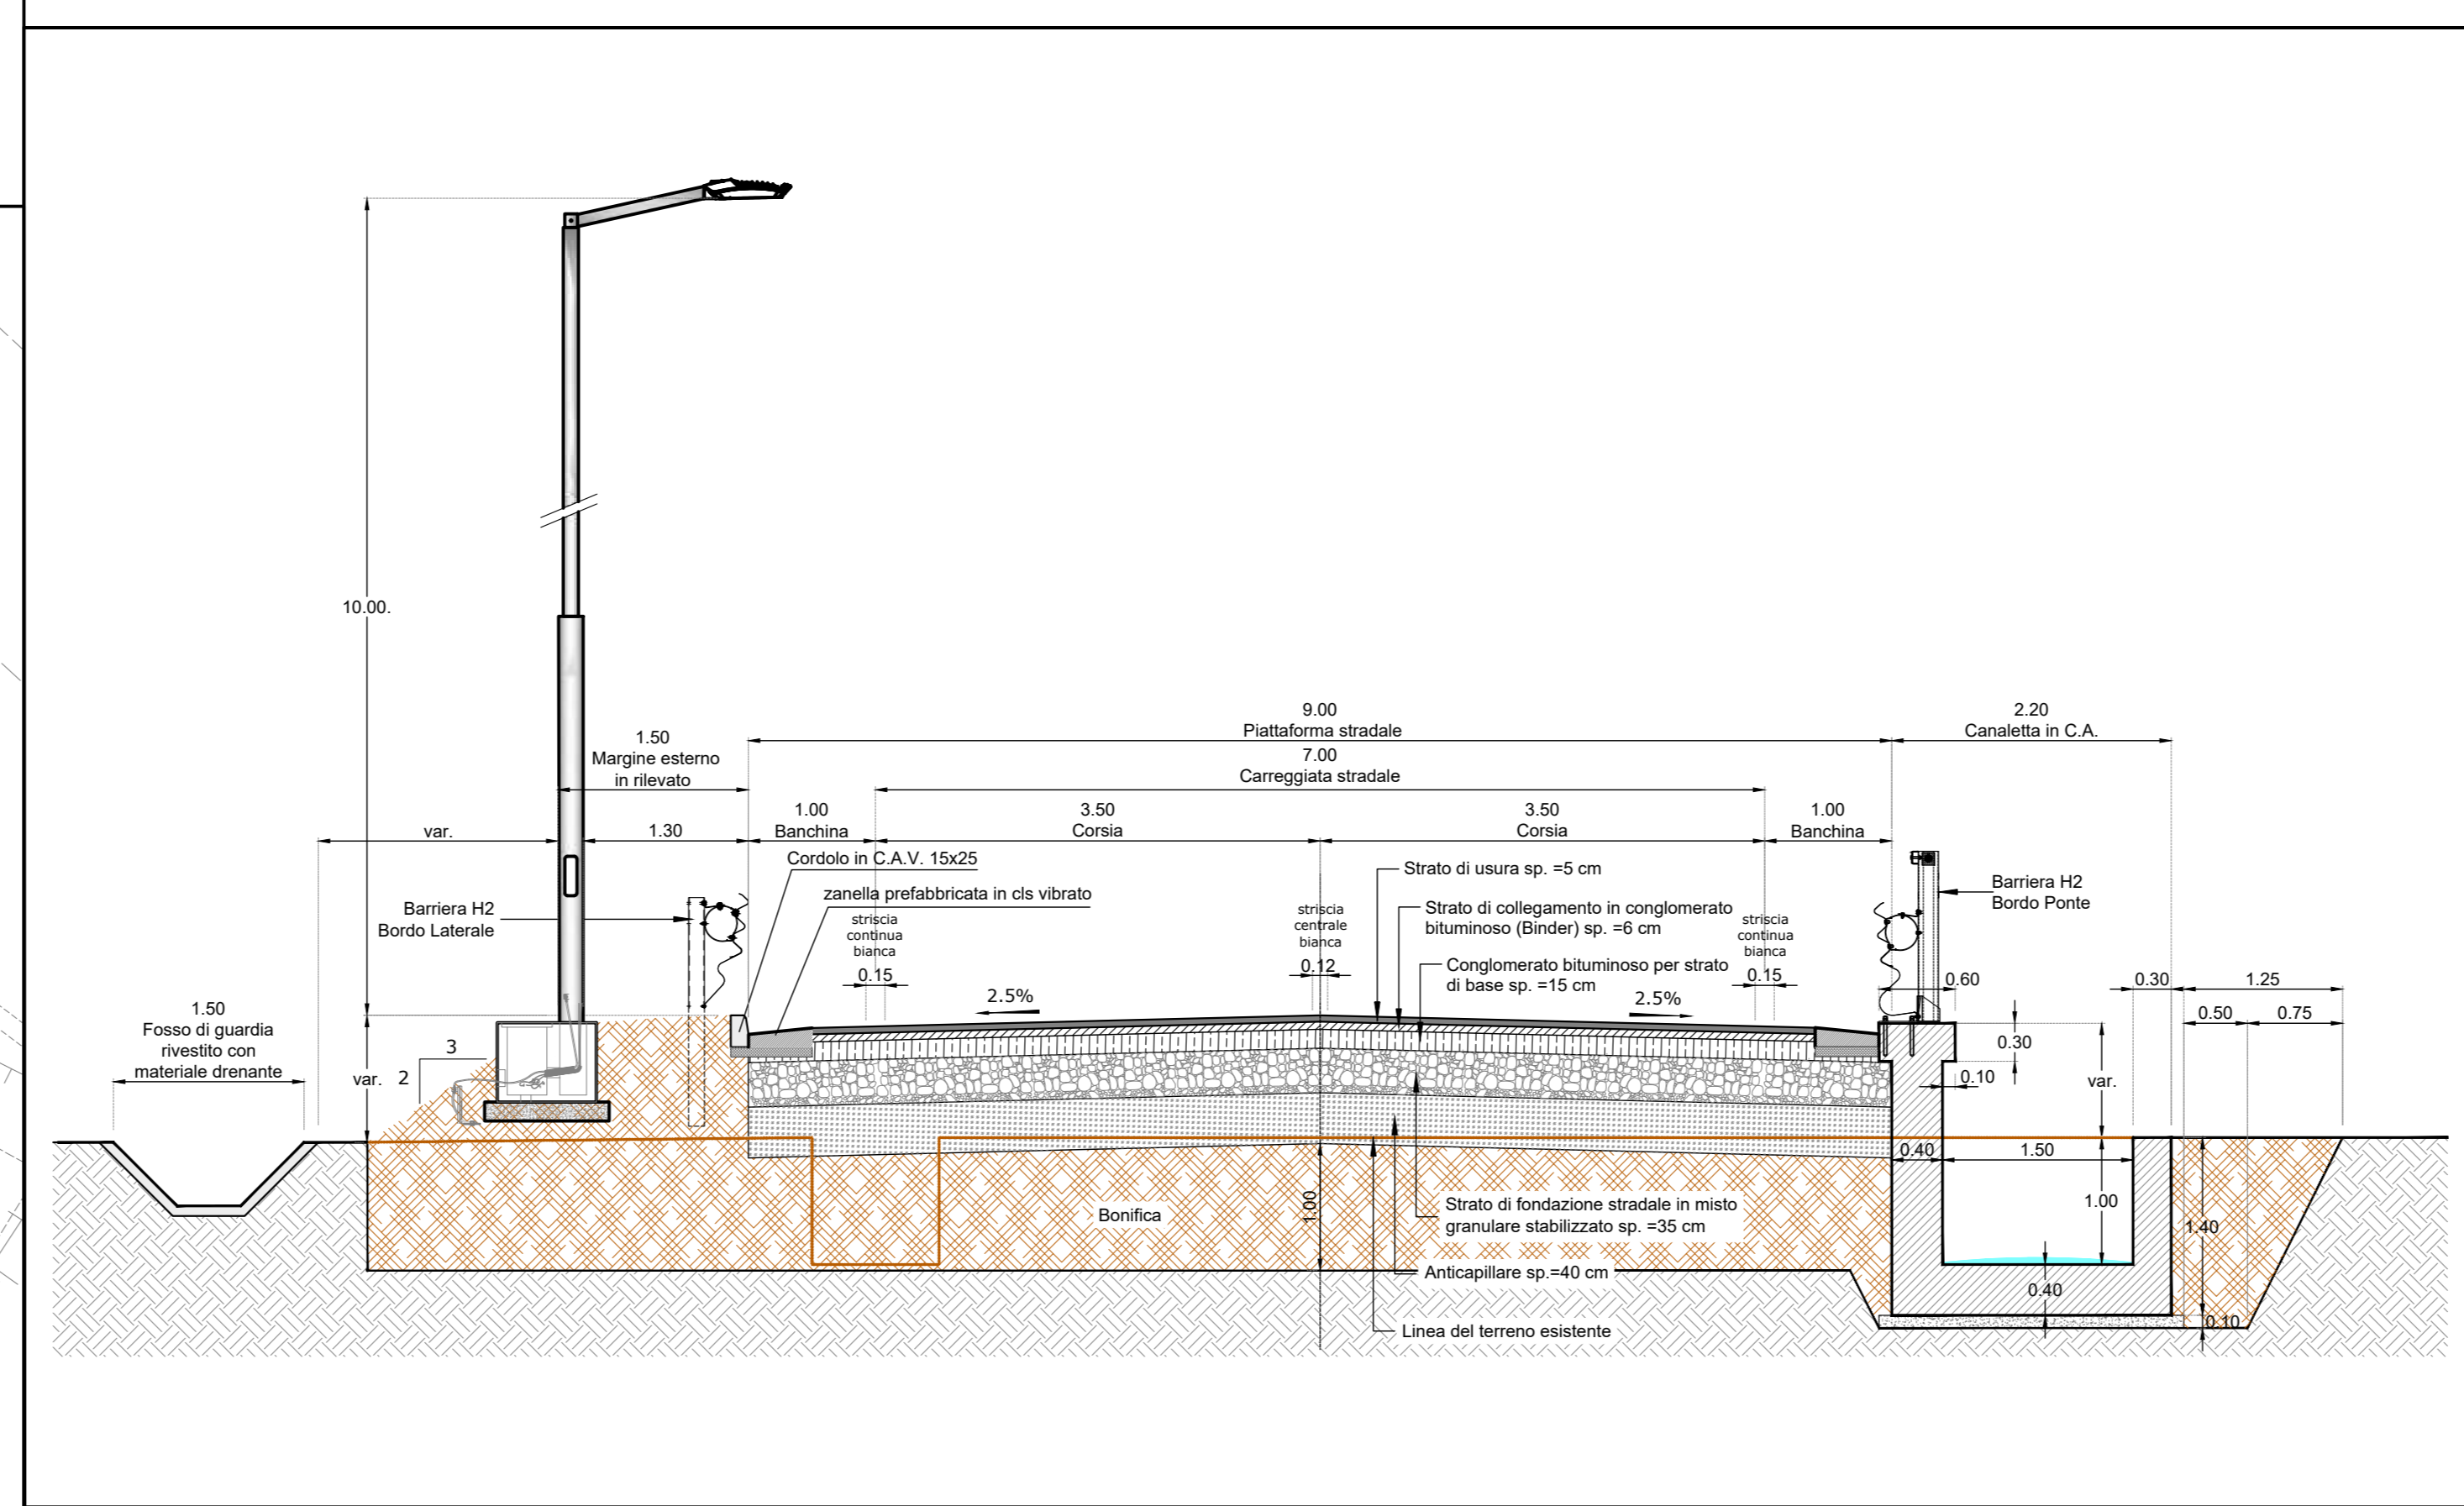 9.00
Piattaforma stradale
2.20
Canaletta in C.A.
1.50
Margine esterno
in rilevato
7.00
Carreggiata stradale
10.00.
var.
1.30
1.00
Banchina
3.50
Corsia
3.50
Corsia
1.00
Banchina
Cordolo in C.A.V. 15x25
zanella prefabbricata in cls vibrato
Barriera H2
Bordo Laterale
striscia
continua
bianca
0.15
striscia
centrale
bianca
0.12
Strato di usura sp. =5 cm
Strato di collegamento in conglomerato
bituminoso (Binder) sp. =6 cm
Conglomerato bituminoso per strato
di base sp. =15 cm
striscia
continua
bianca
0.15
Barriera H2
Bordo Ponte
2.5%
2.5%
0.60
0.30
1.25
0.50
0.75
0.30
0.10
var.
1.50
Fosso di guardia
rivestito con
materiale drenante
var.
3
2
0.40
1.50
1.00
1.40
0.40
0.10
Bonifica
1.00
Strato di fondazione stradale in misto
granulare stabilizzato sp. =35 cm
Anticapillare sp.=40 cm
Linea del terreno esistente